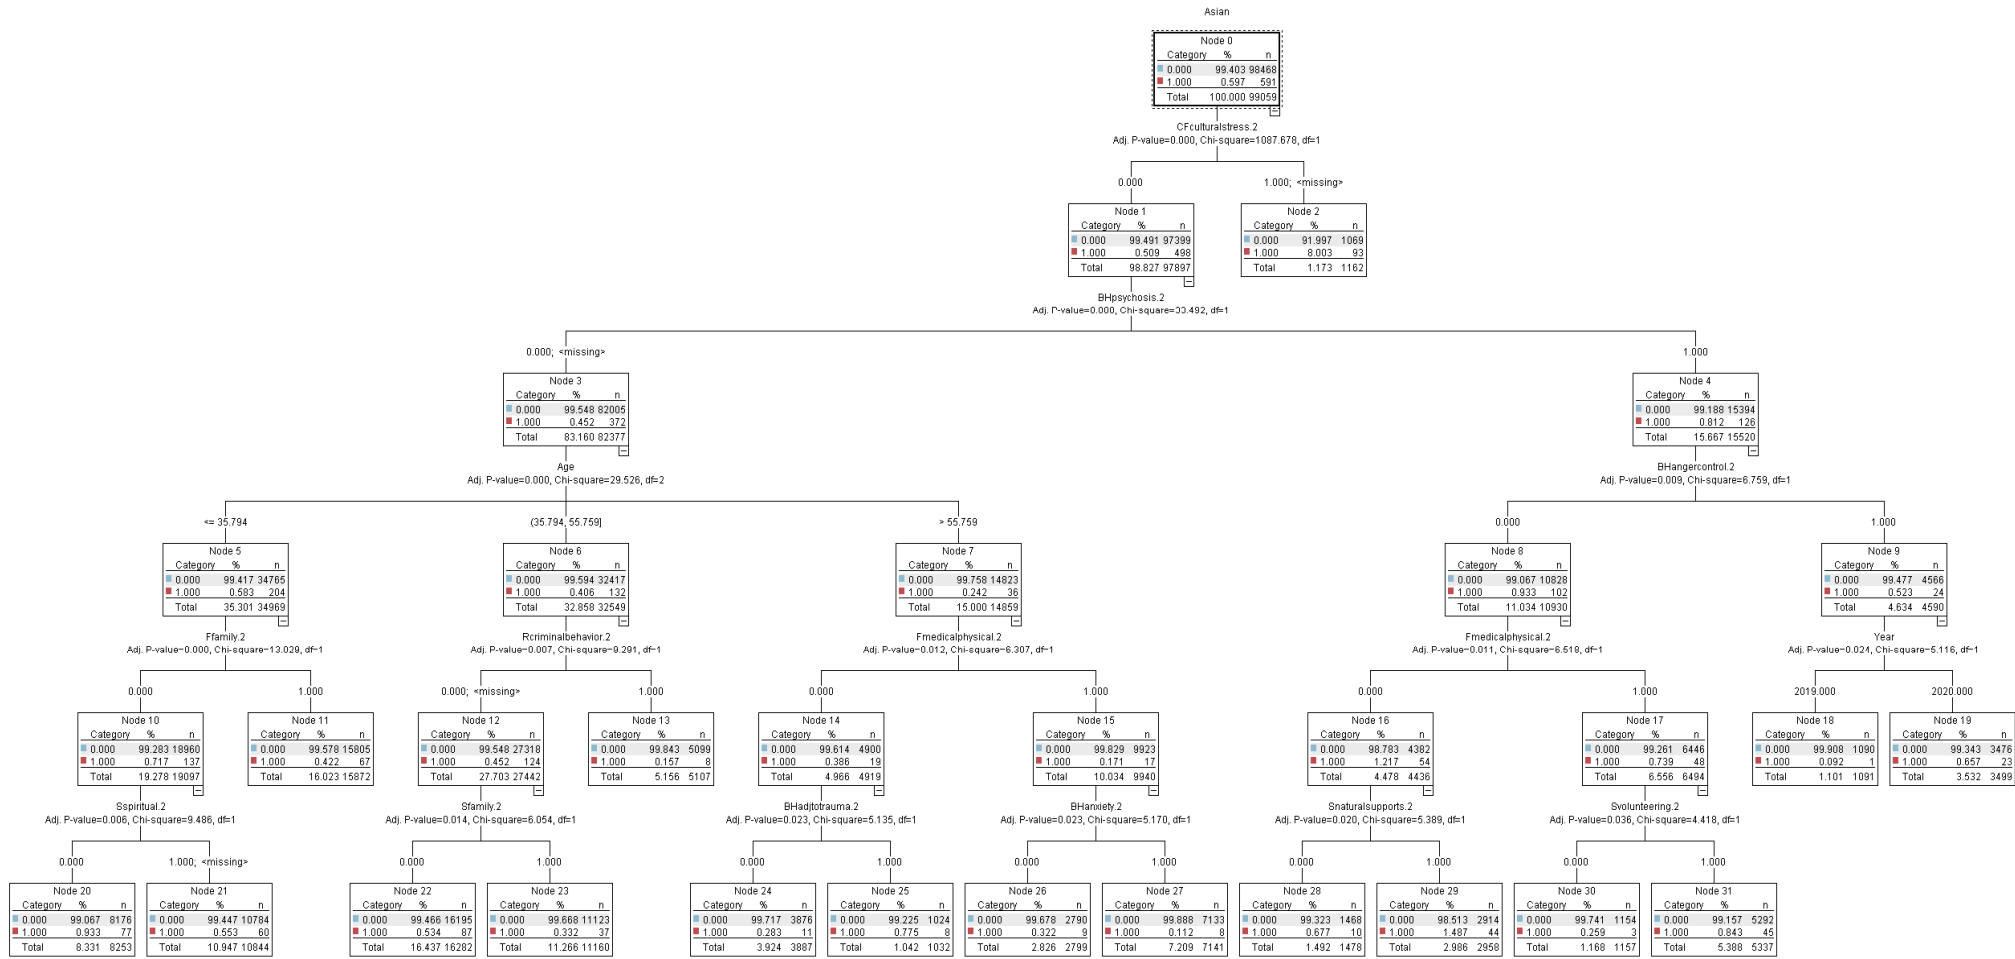 Asian
Node 0
Category % n
0.000 99.403 98468
1.000 0.597 591
Total 100.000 99059
CFculturalstress.2
Adj. P-value=0.000, Chi-square=1087.678, df=1
0.000
1.000; <missing>
Node 1
Category % n
0.000 99.491 97399
1.000 0.509 498
Total 98.827 97897
Node 2
Category % n
0.000 91.997 1069
1.000 8.003 93
Total 1.173 1162
BHpsychosis.2
Adj. P-value=0.000, Chi-square=33.492, df=1
0.000; <missing>
1.000
Node 3
Category % n
0.000 99.548 82005
1.000 0.452 372
Total 83.160 82377
Node 4
Category % n
0.000 99.188 15394
1.000 0.812 126
Total 15.667 15520
Age
Adj. P-value=0.000, Chi-square=29.526, df=2
BHangercontrol.2
Adj. P-value=0.009, Chi-square=6.759, df=1
<= 35.794
(35.794, 55.759]
> 55.759
0.000
1.000
Node 5
Category % n
0.000 99.417 34765
1.000 0.583 204
Total 35.301 34969
Node 6
Category % n
0.000 99.594 32417
1.000 0.406 132
Total 32.858 32549
Node 7
Category % n
0.000 99.758 14823
1.000 0.242 36
Total 15.000 14859
Node 8
Category % n
0.000 99.067 10828
1.000 0.933 102
Total 11.034 10930
Node 9
Category % n
0.000 99.477 4566
1.000 0.523 24
Total 4.634 4590
Ffamily.2
Adj. P-value=0.000, Chi-square=13.029, df=1
Rcriminalbehavior.2
Adj. P-value=0.007, Chi-square=9.291, df=1
Fmedicalphysical.2
Adj. P-value=0.012, Chi-square=6.307, df=1
Fmedicalphysical.2
Adj. P-value=0.011, Chi-square=6.518, df=1
Year
Adj. P-value=0.024, Chi-square=5.116, df=1
0.000
1.000
0.000; <missing>
1.000
0.000
1.000
0.000
1.000
2019.000
2020.000
Node 10
Category % n
0.000 99.283 18960
1.000 0.717 137
Total 19.278 19097
Node 11
Category % n
0.000 99.578 15805
1.000 0.422 67
Total 16.023 15872
Node 12
Category % n
0.000 99.548 27318
1.000 0.452 124
Total 27.703 27442
Node 13
Category % n
0.000 99.843 5099
1.000 0.157 8
Total 5.156 5107
Node 14
Category % n
0.000 99.614 4900
1.000 0.386 19
Total 4.966 4919
Node 15
Category % n
0.000 99.829 9923
1.000 0.171 17
Total 10.034 9940
Node 16
Category % n
0.000 98.783 4382
1.000 1.217 54
Total 4.478 4436
Node 17
Category % n
0.000 99.261 6446
1.000 0.739 48
Total 6.556 6494
Node 18
Category % n
0.000 99.908 1090
1.000 0.092 1
Total 1.101 1091
Node 19
Category % n
0.000 99.343 3476
1.000 0.657 23
Total 3.532 3499
Sspiritual.2
Adj. P-value=0.006, Chi-square=9.486, df=1
Sfamily.2
Adj. P-value=0.014, Chi-square=6.054, df=1
BHadjtotrauma.2
Adj. P-value=0.023, Chi-square=5.135, df=1
BHanxiety.2
Adj. P-value=0.023, Chi-square=5.170, df=1
Snaturalsupports.2
Adj. P-value=0.020, Chi-square=5.389, df=1
Svolunteering.2
Adj. P-value=0.036, Chi-square=4.418, df=1
0.000
1.000; <missing>
0.000
1.000
0.000
1.000
0.000
1.000
0.000
1.000
0.000
1.000
Node 20
Category % n
0.000 99.067 8176
1.000 0.933 77
Total 8.331 8253
Node 21
Category % n
0.000 99.447 10784
1.000 0.553 60
Total 10.947 10844
Node 22
Category % n
0.000 99.466 16195
1.000 0.534 87
Total 16.437 16282
Node 23
Category % n
0.000 99.668 11123
1.000 0.332 37
Total 11.266 11160
Node 24
Category % n
0.000 99.717 3876
1.000 0.283 11
Total 3.924 3887
Node 25
Category % n
0.000 99.225 1024
1.000 0.775 8
Total 1.042 1032
Node 26
Category % n
0.000 99.678 2790
1.000 0.322 9
Total 2.826 2799
Node 27
Category % n
0.000 99.888 7133
1.000 0.112 8
Total 7.209 7141
Node 28
Category % n
0.000 99.323 1468
1.000 0.677 10
Total 1.492 1478
Node 29
Category % n
0.000 98.513 2914
1.000 1.487 44
Total 2.986 2958
Node 30
Category % n
0.000 99.741 1154
1.000 0.259 3
Total 1.168 1157
Node 31
Category % n
0.000 99.157 5292
1.000 0.843 45
Total 5.388 5337